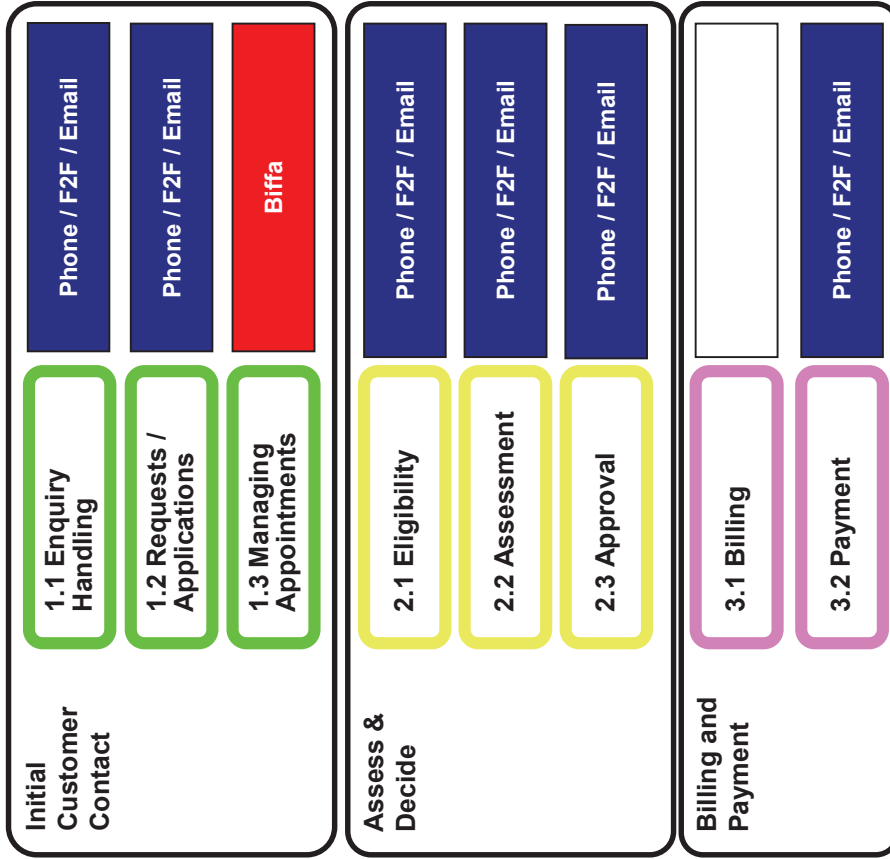 Initial
Customer
Contact
1.1 Enquiry
Handling
Phone / F2F / Email
1.2 Requests /
Applications
Phone / F2F / Email
1.3 Managing
Appointments
Biffa
Assess &
Decide
2.1 Eligibility
Phone / F2F / Email
2.2 Assessment
Phone / F2F / Email
2.3 Approval
Phone / F2F / Email
Billing and
Payment
3.1 Billing
3.2 Payment
Phone / F2F / Email